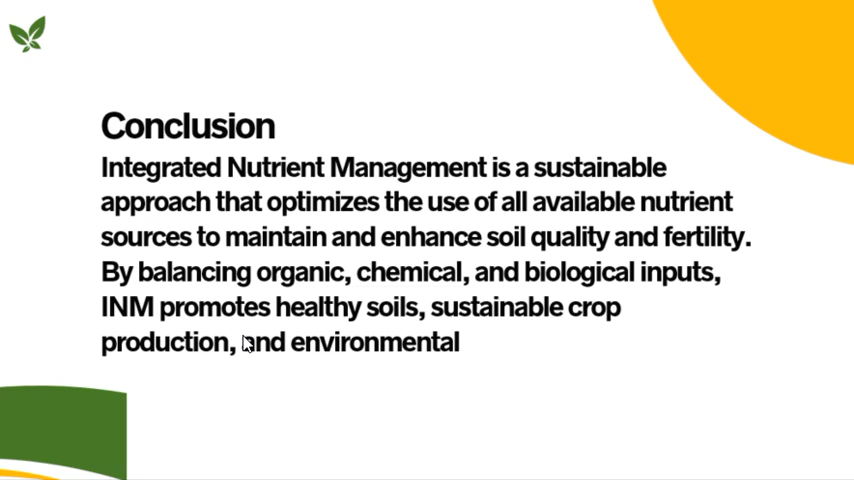 Conclusion
Integrated Nutrient Management is a sustainable
approach that optimizes the use of all available nutrient
sources to maintain and enhance soil quality and fertility.
By balancing organic, chemical, and biological inputs,
INM promotes healthy soils, sustainable crop
production, and environmental